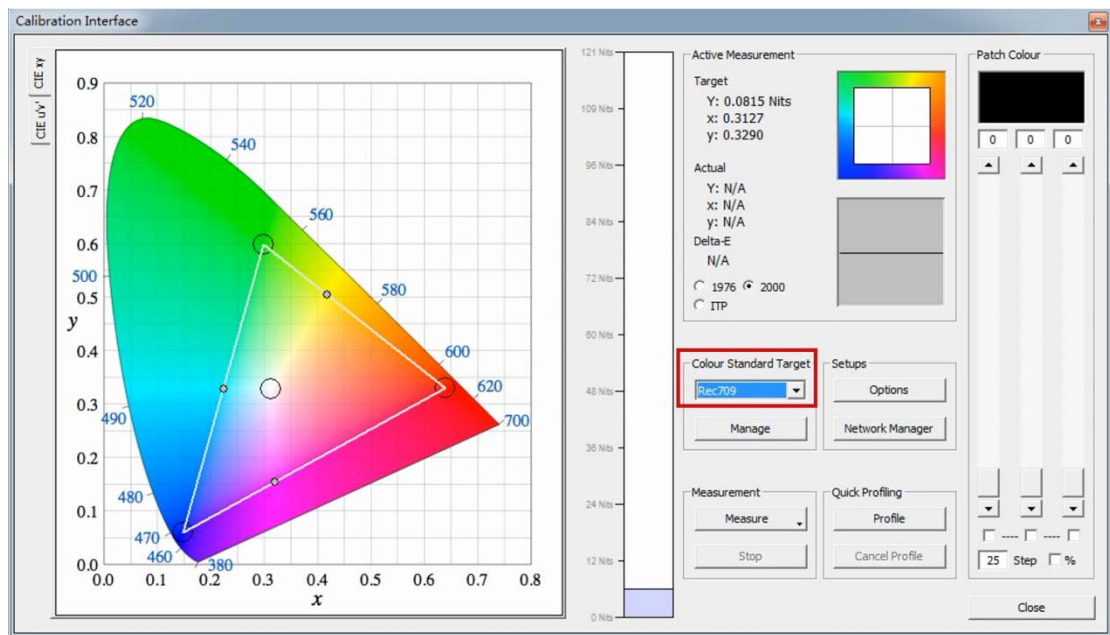 Calibration Interface
CIE xy
CIE u'v'
0.9
0.8
0.7
0.6
0.5
0.4
0.3
0.2
0.1
0.0
y
0.0 0.1 0.2 0.3 0.4 0.5 0.6 0.7 0.8
x
520
540
560
580
600
620
700
500
490
480
470
460
380
121 Nits
109 Nits
96 Nits
84 Nits
72 Nits
60 Nits
48 Nits
36 Nits
24 Nits
12 Nits
0 Nits
Active Measurement
Target
Y: 0.0815 Nits
x: 0.3127
y: 0.3290
Actual
Y: N/A
x: N/A
y: N/A
Delta-E
N/A
1976 2000
ITP
Colour Standard Target
Rec709
Manage
Setups
Options
Network Manager
Measurement
Measure
Stop
Quick Profiling
Profile
Cancel Profile
Patch Colour
0 0 0
---- ----
25 Step %
Close